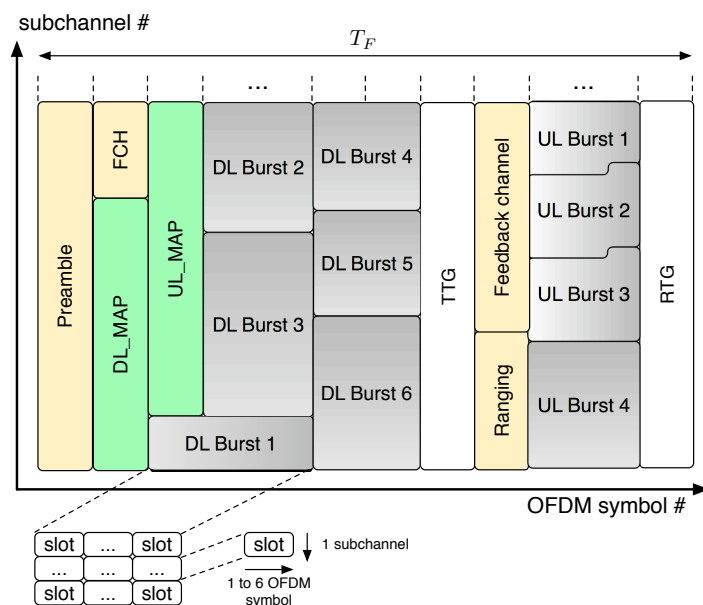 subchannel #
T_F
... ...
Preamble
FCH
DL_MAP
UL_MAP
DL Burst 2
DL Burst 3
DL Burst 1
DL Burst 4
DL Burst 5
DL Burst 6
TTG
Feedback channel
Ranging
UL Burst 1
UL Burst 2
UL Burst 3
UL Burst 4
RTG
OFDM symbol #
slot ... slot
... ... ...
slot ... slot
slot
1 subchannel
1 to 6 OFDM
symbol